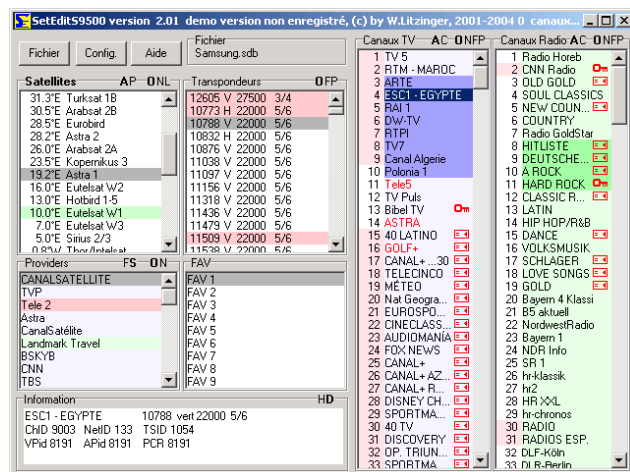 SetEditS9500 version 2.01 demo version non enregistré, (c) by W.Litzinger, 2001-2004 0 canaux...
Fichier
Config.
Aide
Fichier
Samsung.sdb
Satellites AP ONL
31.3°E Turksat 1B
30.5°E Arabsat 2B
28.5°E Eurobird
28.2°E Astra 2
26.0°E Arabsat 2A
23.5°E Kopernikus 3
19.2°E Astra 1
16.0°E Eutelsat W2
13.0°E Hotbird 1-5
10.0°E Eutelsat W1
7.0°E Eutelsat W3
5.0°E Sirius 2/3
0.8°W Thor/Intelsat
Transpondeurs OFP
12605 V 27500 3/4
10773 H 22000 5/6
10788 V 22000 5/6
10832 H 22000 5/6
10876 V 22000 5/6
11038 V 22000 5/6
11097 V 22000 5/6
11156 V 22000 5/6
11318 V 22000 5/6
11436 V 22000 5/6
11479 V 22000 5/6
11509 V 22000 5/6
11538 V 22000 5/6
Providers FS ON
CANALSATELLITE
TVP
Tele 2
Astra
CanalSatélite
Landmark Travel
BSKYB
CNN
TBS
FAV
FAV 1
FAV 2
FAV 3
FAV 4
FAV 5
FAV 6
FAV 7
FAV 8
FAV 9
Information HD
ESC1 - EGYPTE 10788 vert 22000 5/6
ChID 9003 NetID 133 TSID 1054
VPid 8191 APid 8191 PCR 8191
Canaux TV AC ONFP
1 TV 5
2 RTM - MAROC
3 ARTE
4 ESC1 - EGYPTE
5 RAI 1
6 DW-TV
7 RTPI
8 TV7
9 Canal Algerie
10 Polonia 1
11 Tele5
12 TV Puls
13 Bibel TV
14 ASTRA
15 40 LATINO
16 GOLF+
17 CANAL+ ...30
18 TELECINCO
19 MÉTEO
20 Nat Geogra...
21 EUROSPO...
22 CINECLASS...
23 AUDIOMANÍA
24 FOX NEWS
25 CANAL+
26 CANAL+ AZ...
27 CANAL+ R...
28 DISNEY CH...
29 SPORTMA...
30 40 TV
31 DISCOVERY
32 OP. TRIUN...
33 SPORTMA
Canaux Radio AC ONFP
1 Radio Horeb
2 CNN Radio
3 OLD GOLD
4 SOUL CLASSICS
5 NEW COUN...
6 COUNTRY
7 Radio GoldStar
8 HITLISTE
9 DEUTSCHE...
10 A ROCK
11 HARD ROCK
12 CLASSIC R...
13 LATIN
14 HIP HOP/R&B
15 DANCE
16 VOLKSMUSIK
17 SCHLAGER
18 LOVE SONGS
19 GOLD
20 Bayern 4 Klassi
21 B5 aktuell
22 NordwestRadio
23 Bayern 1
24 NDR Info
25 SR 1
26 hr-klassik
27 hr2
28 HR XXL
29 hr-chronos
30 RADIO
31 RADIOS ESP.
32 DLF-Köln
33 DLR-Berlin